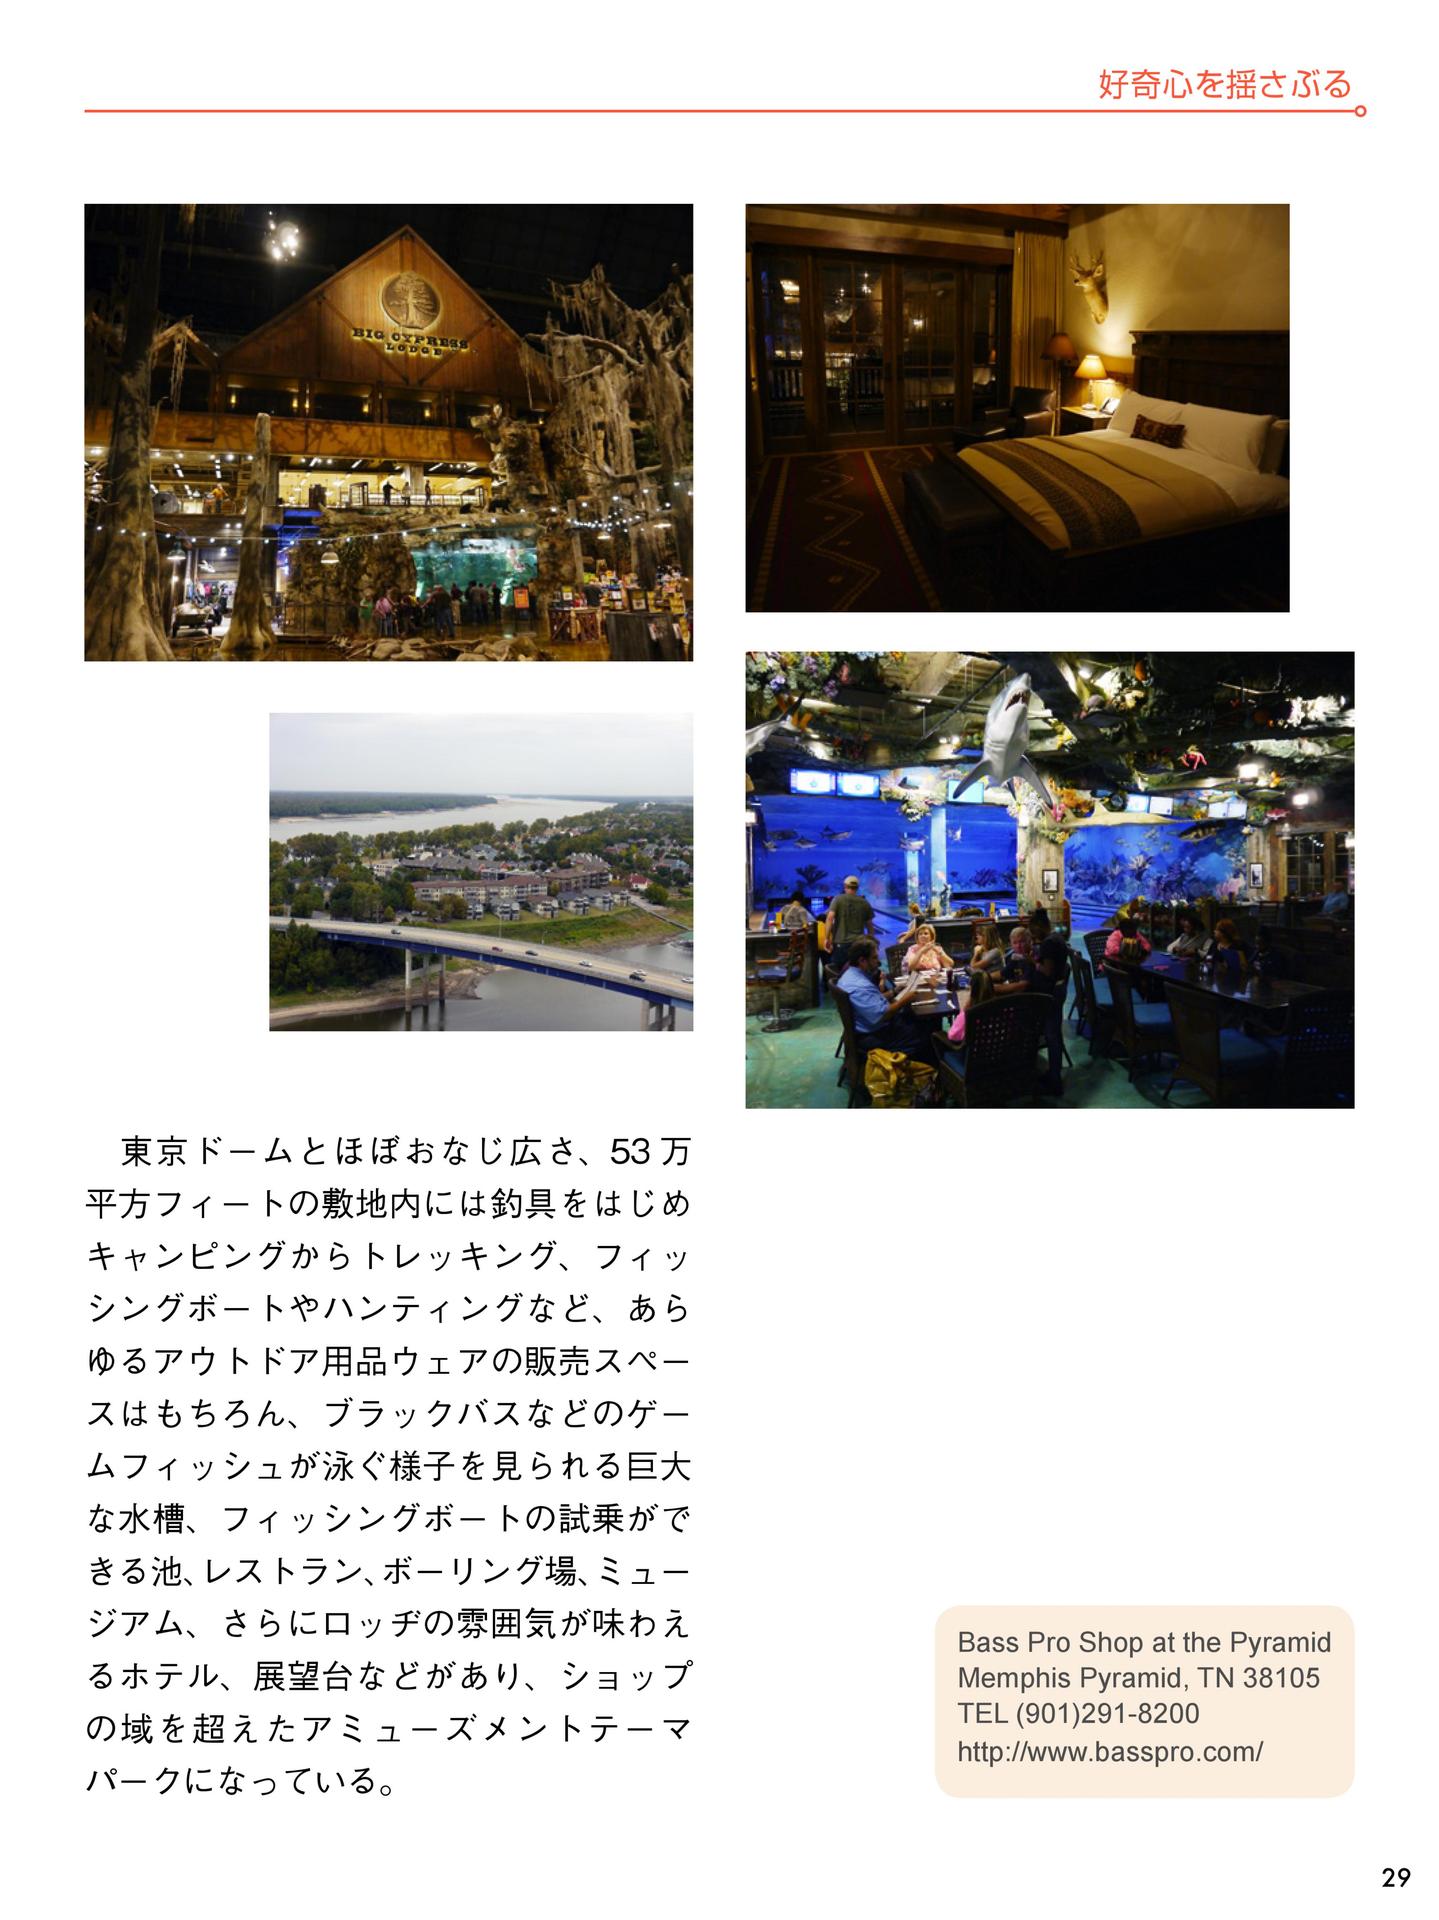 好奇心を揺さぶる
BIG CYPRESS
LODGE
東京ドームとほぼおなじ広さ、53 万
平方フィートの敷地内には釣具をはじめ
キャンピングからトレッキング、フィッ
シングボートやハンティングなど、あら
ゆるアウトドア用品ウェアの販売スペー
スはもちろん、ブラックバスなどのゲー
ムフィッシュが泳ぐ様子を見られる巨大
な水槽、フィッシングボートの試乗がで
きる池、レストラン、ボーリング場、ミュー
ジアム、さらにロッヂの雰囲気が味わえ
るホテル、展望台などがあり、ショップ
の域を超えたアミューズメントテーマ
パークになっている。
Bass Pro Shop at the Pyramid
Memphis Pyramid, TN 38105
TEL (901)291-8200
http://www.basspro.com/
29